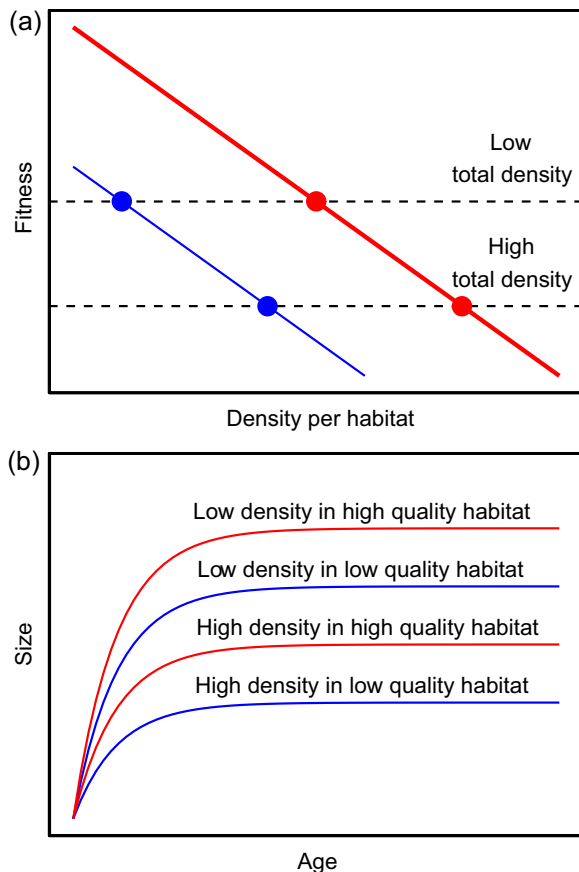 (a)
Fitness
Low
total density
High
total density
Density per habitat
(b)
Size
Low density in high quality habitat
Low density in low quality habitat
High density in high quality habitat
High density in low quality habitat
Age